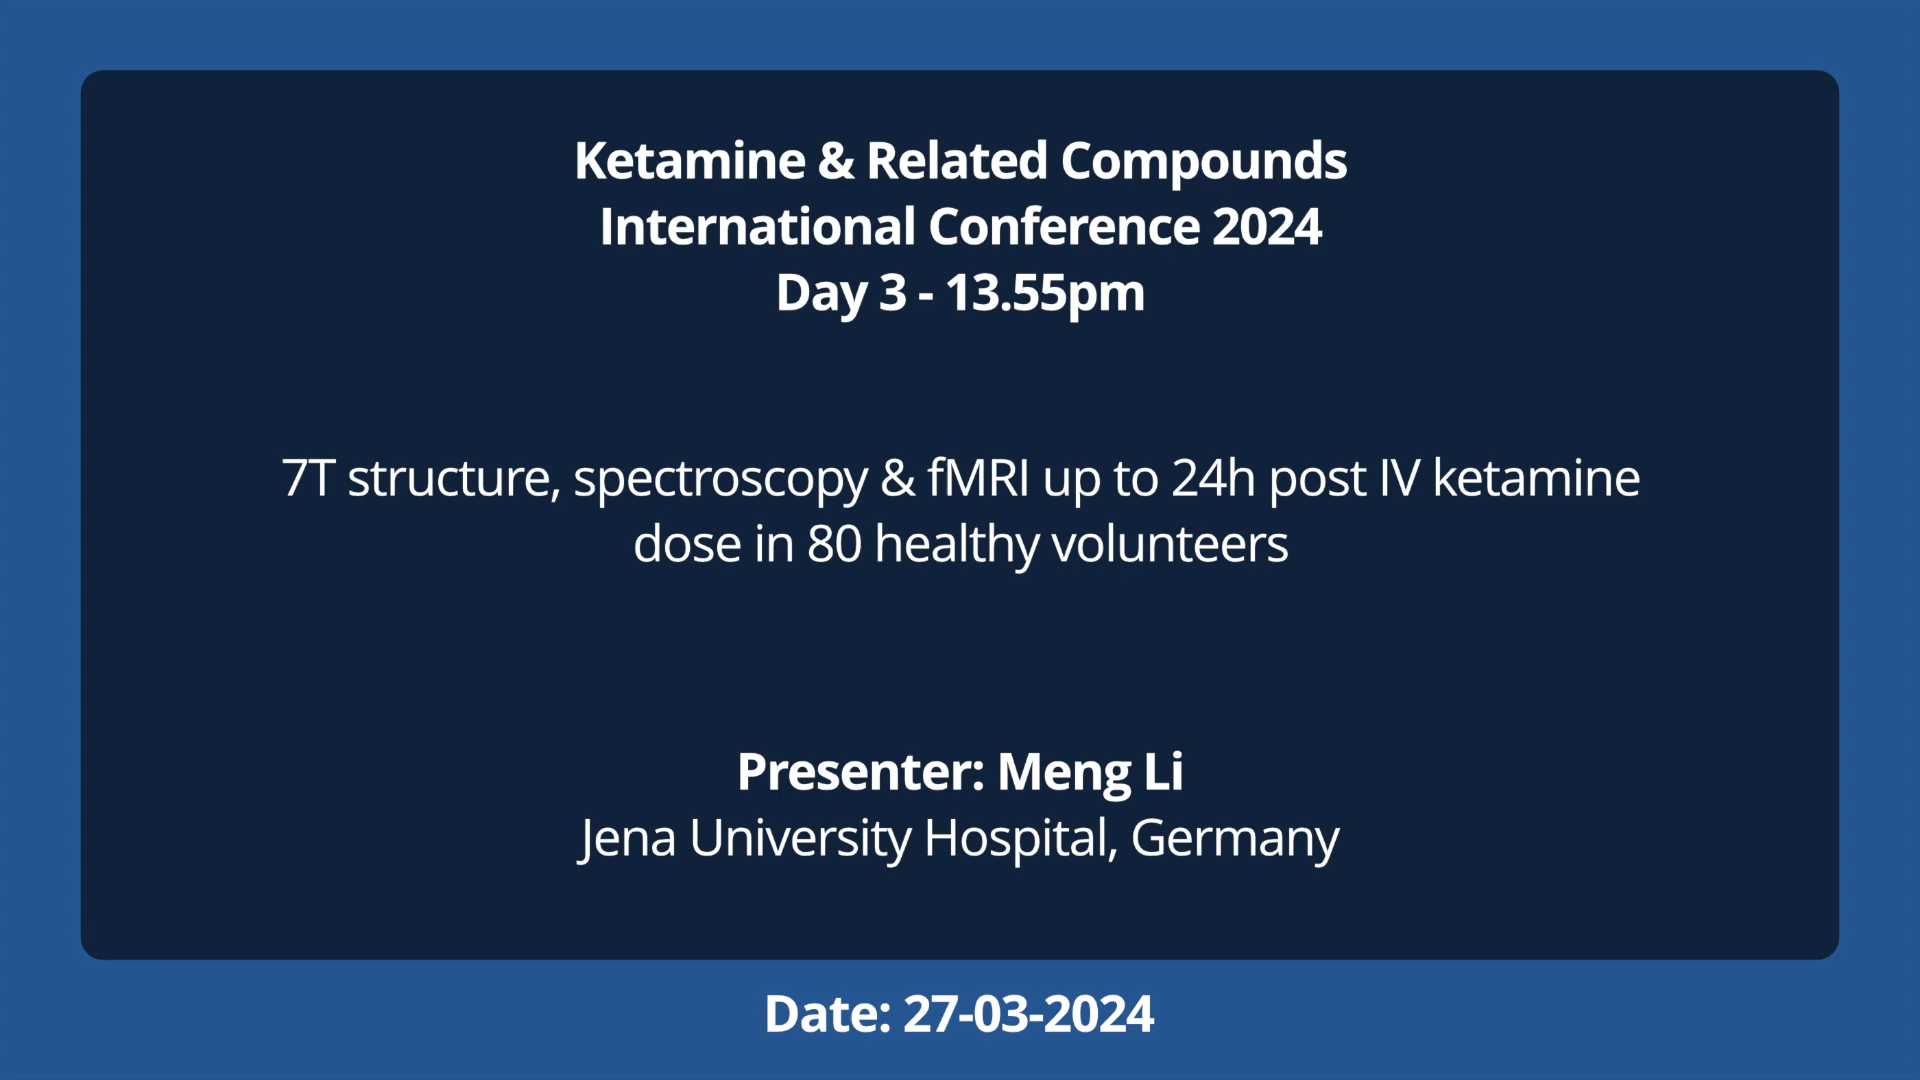 Ketamine & Related Compounds
International Conference 2024
Day 3 - 13.55pm
7T structure, spectroscopy & fMRI up to 24h post IV ketamine
dose in 80 healthy volunteers
Presenter: Meng Li
Jena University Hospital, Germany
Date: 27-03-2024